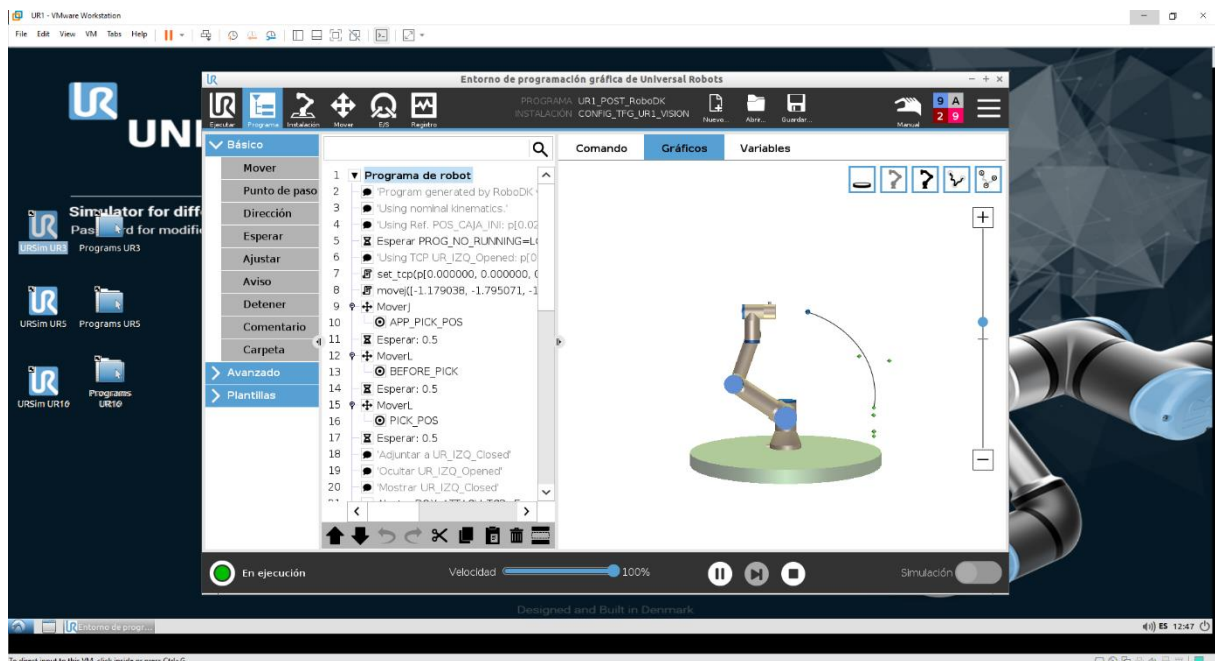 UR1 - VMware Workstation
File Edit View VM Tabs Help
UR
Entorno de programación gráfica de Universal Robots
UR
Ejecutar Programa Instalación Mover E/S Registro
PROGRAMA UR1_POST_RoboDK
INSTALACIÓN CONFIG_TFG_UR1_VISION
Nuevo... Abrir... Guardar...
Manual
9 A
2 9
UR
UNI
Simulator for diff
Pas rd for modifi
URSim UR3 Programs UR3
URSim UR5 Programs UR5
URSim UR16 Programs UR16
Básico
Mover
Punto de paso
Dirección
Esperar
Ajustar
Aviso
Detener
Comentario
Carpeta
Avanzado
Plantillas
1 Programa de robot
2 'Program generated by RoboDK
3 'Using nominal kinematics.'
4 'Using Ref. POS_CAJA_INI: p[0.02
5 Esperar PROG_NO_RUNNING=L
6 'Using TCP UR_IZQ_Opened: p[0
7 set_tcp(p[0.000000, 0.000000, 
8 movej([-1.179038, -1.795071, -1
9 MoverJ
10 APP_PICK_POS
11 Esperar: 0.5
12 MoverL
13 BEFORE_PICK
14 Esperar: 0.5
15 MoverL
16 PICK_POS
17 Esperar: 0.5
18 'Adjuntar a UR_IZQ_Closed'
19 'Ocultar UR_IZQ_Opened'
20 'Mostrar UR_IZQ_Closed'
Comando Gráficos Variables
En ejecución
Velocidad 100%
Simulación
Designed and Built in Denmark
Entorno de progr...
ES 12:47
To direct input to this VM, click inside or press Ctrl+G.